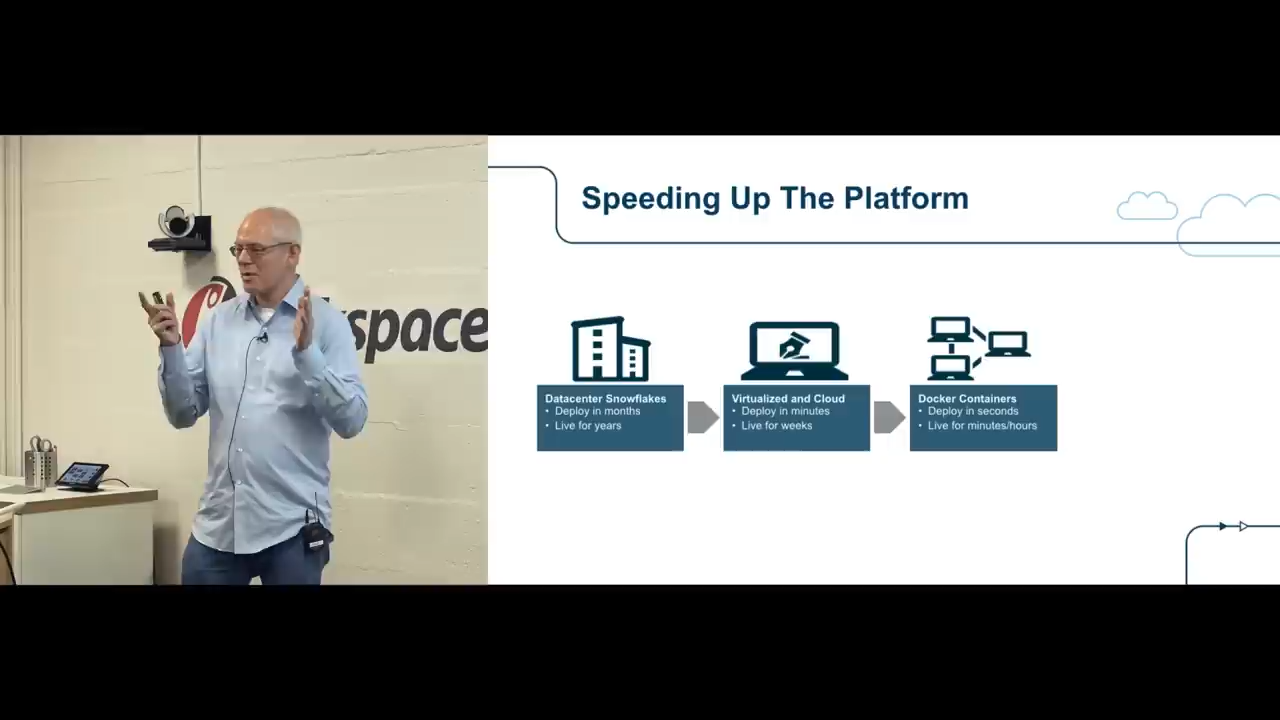 Speeding Up The Platform
Datacenter Snowflakes
• Deploy in months
• Live for years
Virtualized and Cloud
• Deploy in minutes
• Live for weeks
Docker Containers
• Deploy in seconds
• Live for minutes/hours
kspace